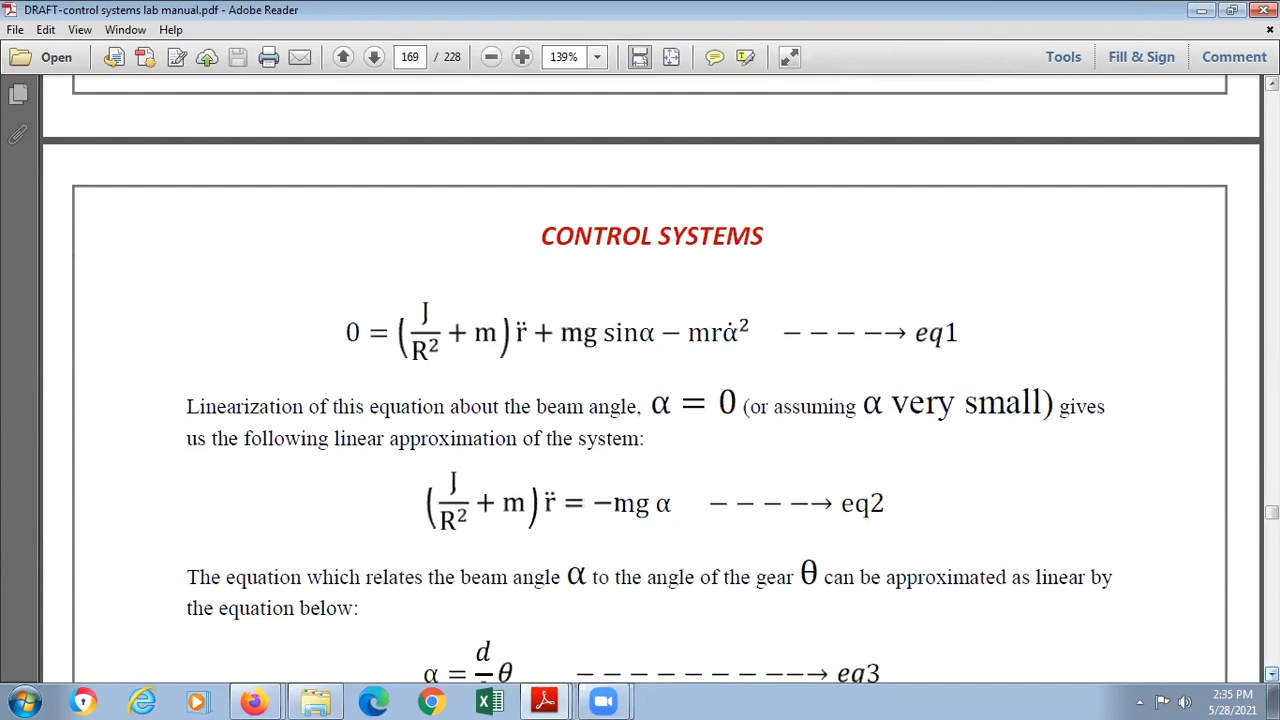 DRAFT-control systems lab manual.pdf - Adobe Reader
File Edit View Window Help
Open 169 / 228 139% Tools Fill & Sign Comment
CONTROL SYSTEMS
0 = (J/R² + m) r̈ + mg sinα − mrα̇² − − − −→ eq1
Linearization of this equation about the beam angle, α = 0 (or assuming α very small) gives
us the following linear approximation of the system:
(J/R² + m) r̈ = −mg α − − − −→ eq2
The equation which relates the beam angle α to the angle of the gear θ can be approximated as linear by
the equation below:
α = d θ − − − − − − − − −→ eq3
2:35 PM
5/28/2021